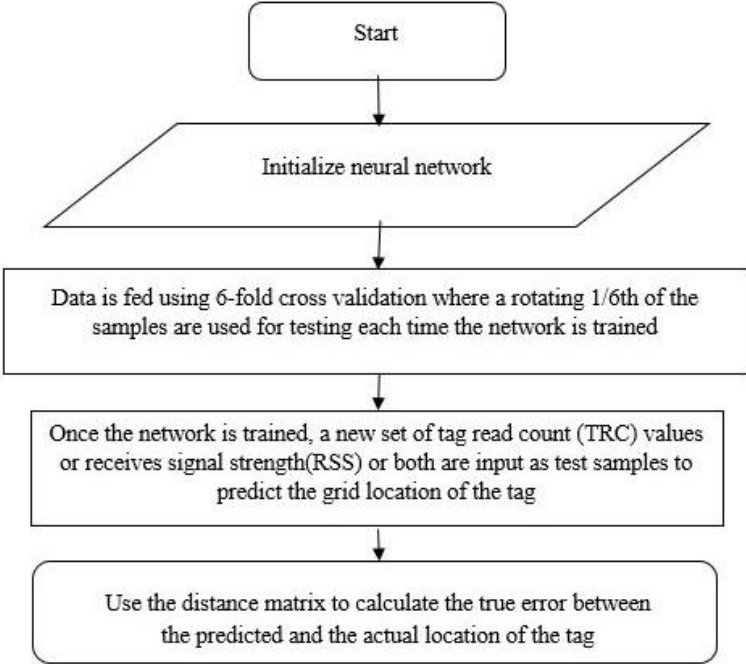 Start
Initialize neural network
Data is fed using 6-fold cross validation where a rotating 1/6th of the
samples are used for testing each time the network is trained
Once the network is trained, a new set of tag read count (TRC) values
or receives signal strength(RSS) or both are input as test samples to
predict the grid location of the tag
Use the distance matrix to calculate the true error between
the predicted and the actual location of the tag